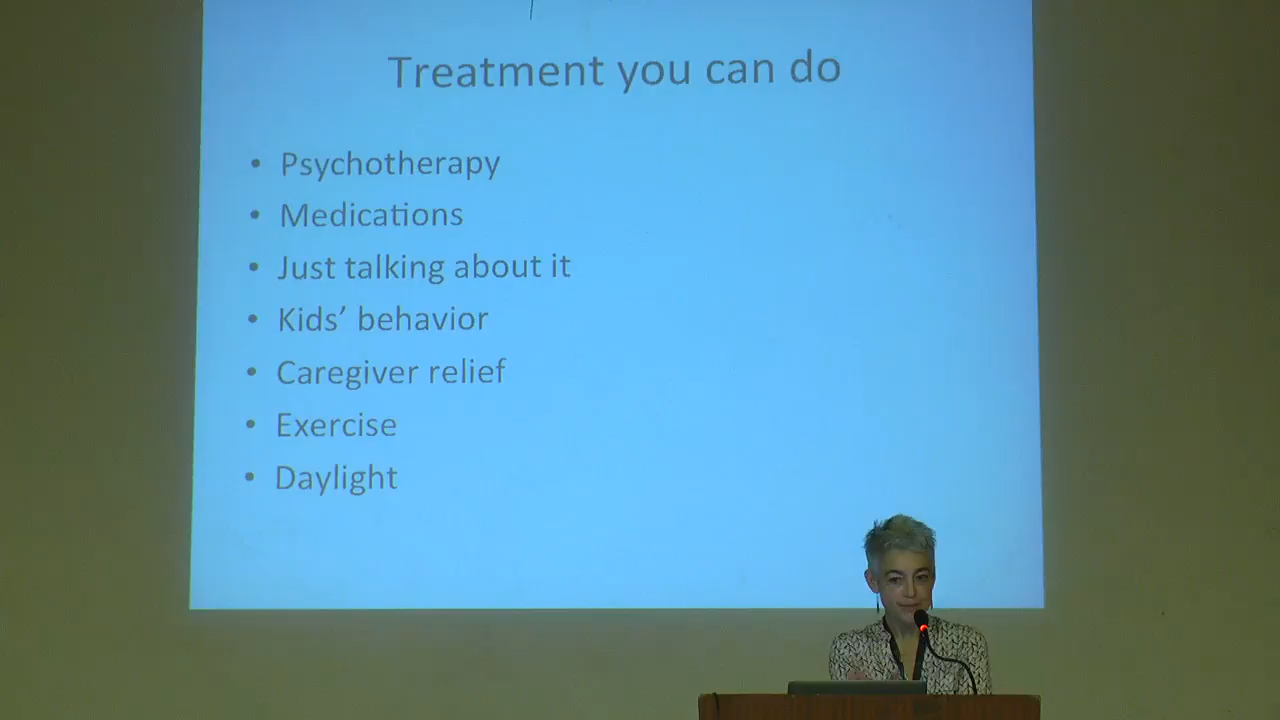 Treatment you can do
• Psychotherapy
• Medications
• Just talking about it
• Kids’ behavior
• Caregiver relief
• Exercise
• Daylight